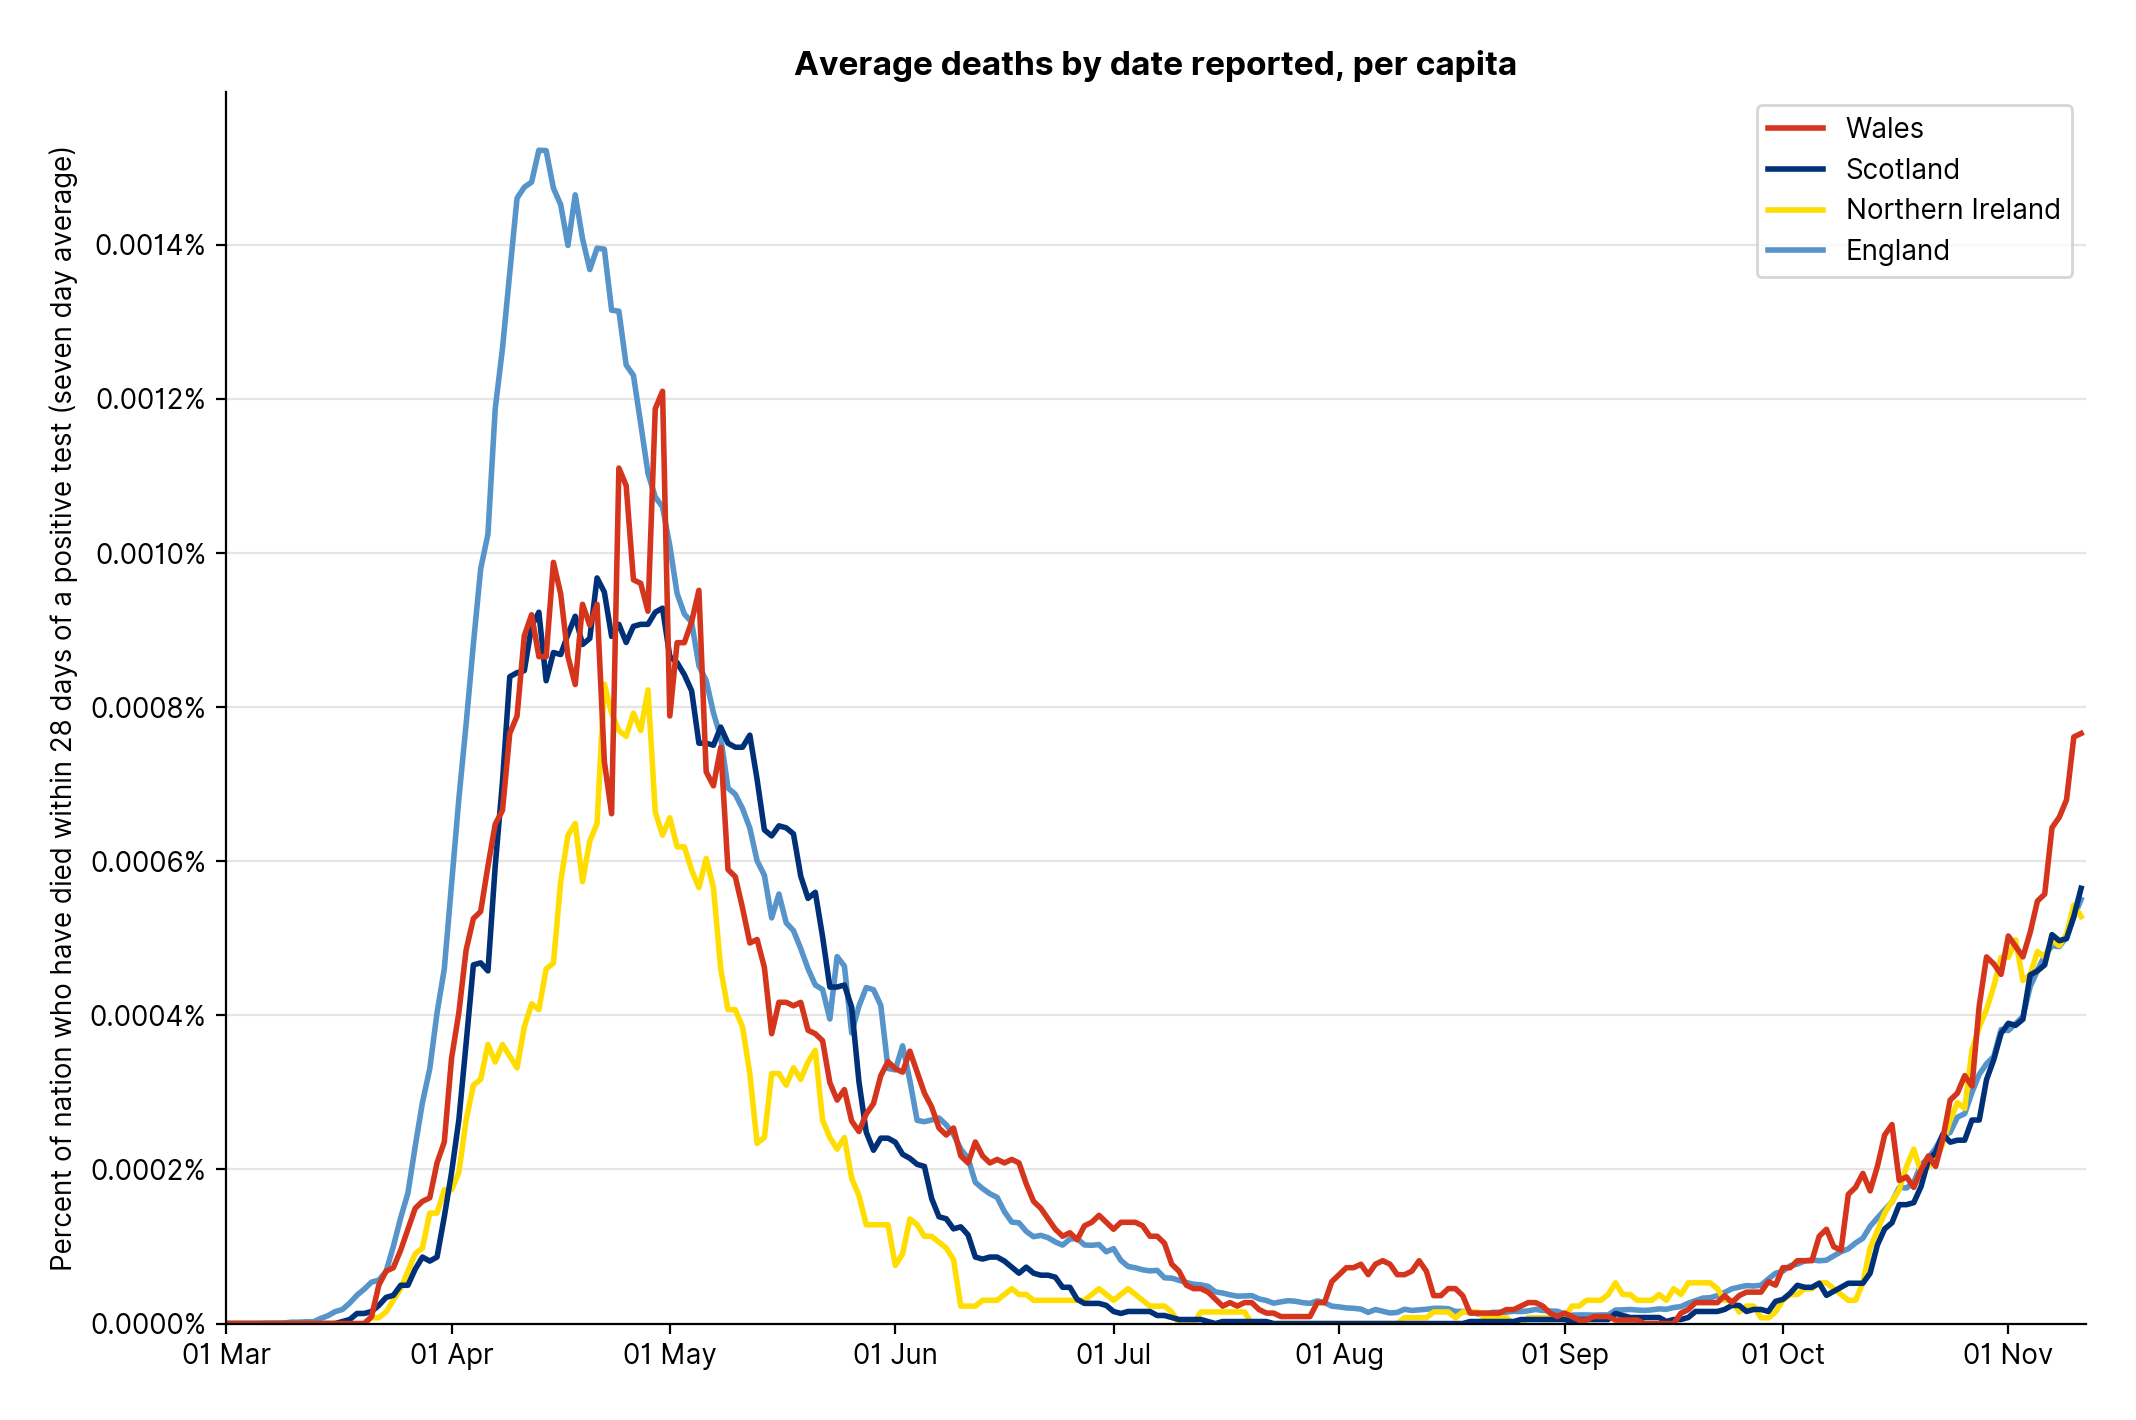 Average deaths by date reported, per capita
Percent of nation who have died within 28 days of a positive test (seven day average)
Wales
Scotland
Northern Ireland
England
0.0014%
0.0012%
0.0010%
0.0008%
0.0006%
0.0004%
0.0002%
0.0000%
01 Mar 01 Apr 01 May 01 Jun 01 Jul 01 Aug 01 Sep 01 Oct 01 Nov